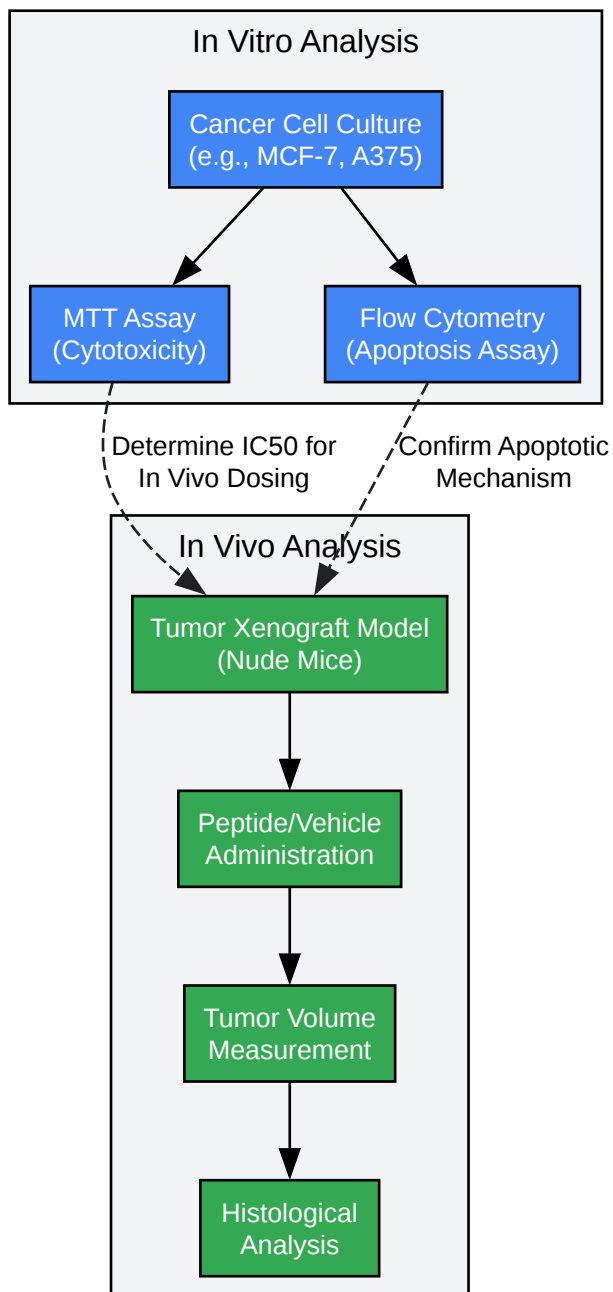 In Vitro Analysis
Cancer Cell Culture
(e.g., MCF-7, A375)
MTT Assay
(Cytotoxicity)
Flow Cytometry
(Apoptosis Assay)
Determine IC50 for
In Vivo Dosing
Confirm Apoptotic
Mechanism
In Vivo Analysis
Tumor Xenograft Model
(Nude Mice)
Peptide/Vehicle
Administration
Tumor Volume
Measurement
Histological
Analysis